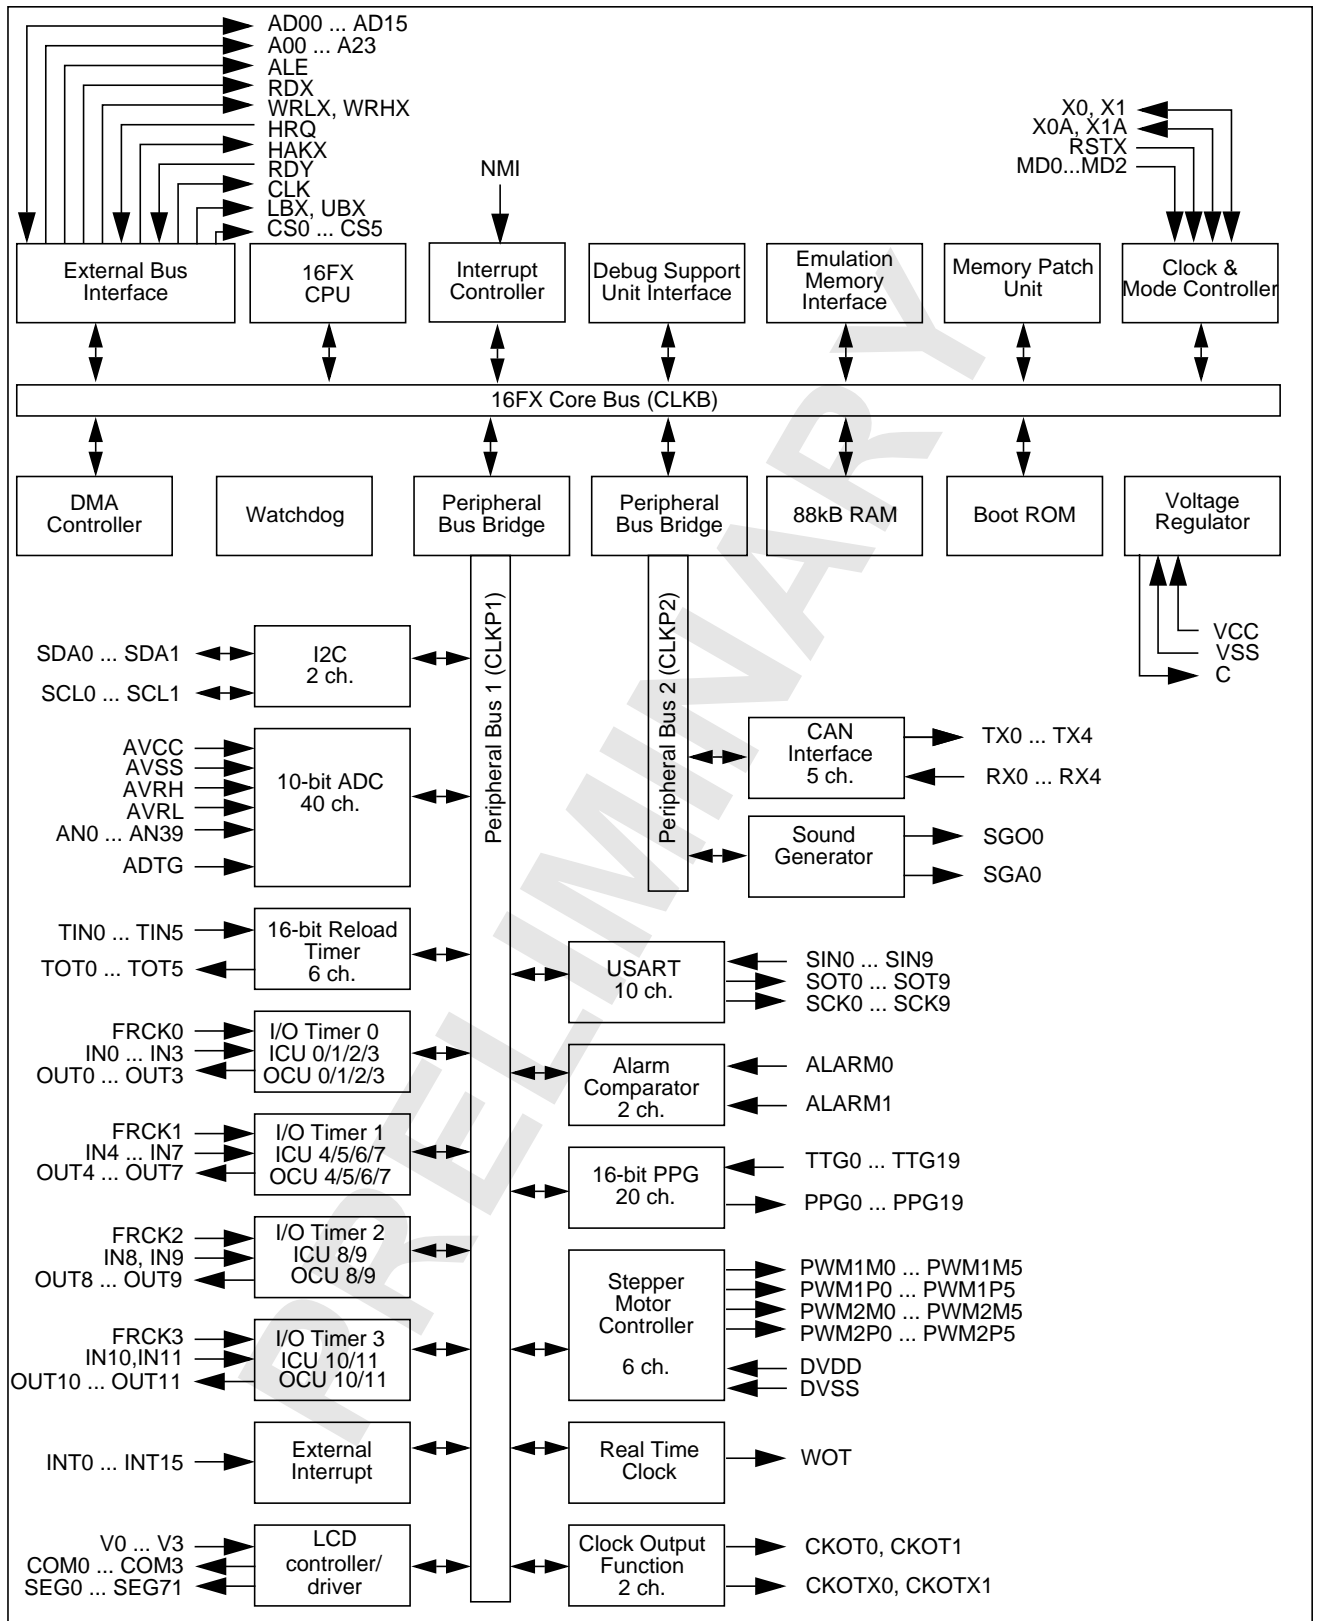 AD00 ... AD15
A00 ... A23
ALE
RDX
WRLX, WRHX
HRQ
HAKX
RDY
CLK
LBX, UBX
CS0 ... CS5
NMI
X0, X1
X0A, X1A
RSTX
MD0...MD2
External Bus
Interface
16FX
CPU
Interrupt
Controller
Debug Support
Unit Interface
Emulation
Memory
Interface
Memory Patch
Unit
Clock &
Mode Controller
16FX Core Bus (CLKB)
DMA
Controller
Watchdog
Peripheral
Bus Bridge
Peripheral
Bus Bridge
88kB RAM
Boot ROM
Voltage
Regulator
VCC
VSS
C
Peripheral Bus 1 (CLKP1)
Peripheral Bus 2 (CLKP2)
SDA0 ... SDA1
SCL0 ... SCL1
I2C
2 ch.
AVCC
AVSS
AVRH
AVRL
AN0 ... AN39
ADTG
10-bit ADC
40 ch.
TIN0 ... TIN5
TOT0 ... TOT5
16-bit Reload
Timer
6 ch.
FRCK0
IN0 ... IN3
OUT0 ... OUT3
I/O Timer 0
ICU 0/1/2/3
OCU 0/1/2/3
FRCK1
IN4 ... IN7
OUT4 ... OUT7
I/O Timer 1
ICU 4/5/6/7
OCU 4/5/6/7
FRCK2
IN8, IN9
OUT8 ... OUT9
I/O Timer 2
ICU 8/9
OCU 8/9
FRCK3
IN10,IN11
OUT10 ... OUT11
I/O Timer 3
ICU 10/11
OCU 10/11
INT0 ... INT15
External
Interrupt
V0 ... V3
COM0 ... COM3
SEG0 ... SEG71
LCD
controller/
driver
CAN
Interface
5 ch.
TX0 ... TX4
RX0 ... RX4
Sound
Generator
SGO0
SGA0
USART
10 ch.
SIN0 ... SIN9
SOT0 ... SOT9
SCK0 ... SCK9
Alarm
Comparator
2 ch.
ALARM0
ALARM1
16-bit PPG
20 ch.
TTG0 ... TTG19
PPG0 ... PPG19
Stepper
Motor
Controller
6 ch.
PWM1M0 ... PWM1M5
PWM1P0 ... PWM1P5
PWM2M0 ... PWM2M5
PWM2P0 ... PWM2P5
DVDD
DVSS
Real Time
Clock
WOT
Clock Output
Function
2 ch.
CKOT0, CKOT1
CKOTX0, CKOTX1
PRELIMINARY